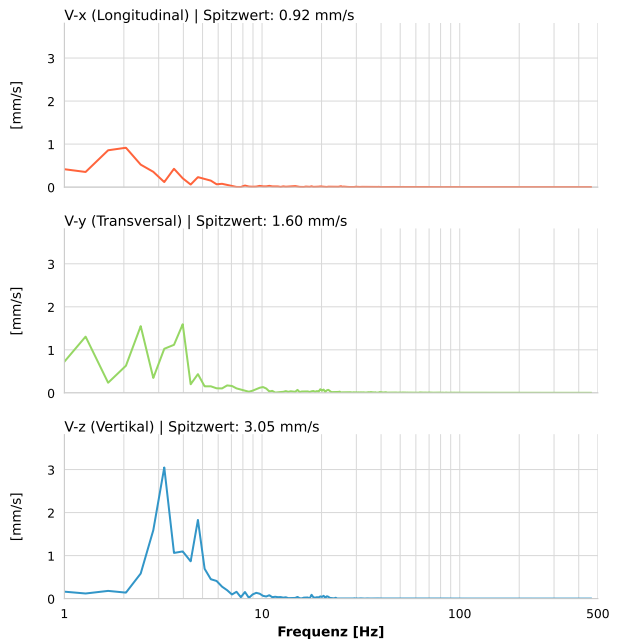 V-x (Longitudinal) | Spitzwert: 0.92 mm/s
3
2
1
0
[mm/s]
V-y (Transversal) | Spitzwert: 1.60 mm/s
3
2
1
0
[mm/s]
V-z (Vertikal) | Spitzwert: 3.05 mm/s
3
2
1
0
[mm/s]
1 10 100 500
Frequenz [Hz]